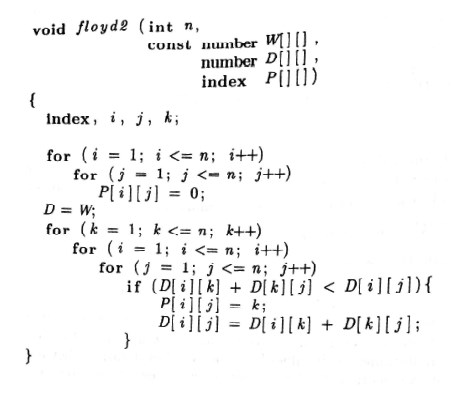 void floyd2 (int n,
const number W[][],
number D[][],
index P[][])
{
index, i, j, k;
for (i = 1; i <= n; i++)
for (j = 1; j <= n; j++)
P[i][j] = 0;
D = W;
for (k = 1; k <= n; k++)
for (i = 1; i <= n; i++)
for (j = 1; j <= n; j++)
if (D[i][k] + D[k][j] < D[i][j]){
P[i][j] = k;
D[i][j] = D[i][k] + D[k][j];
}
}